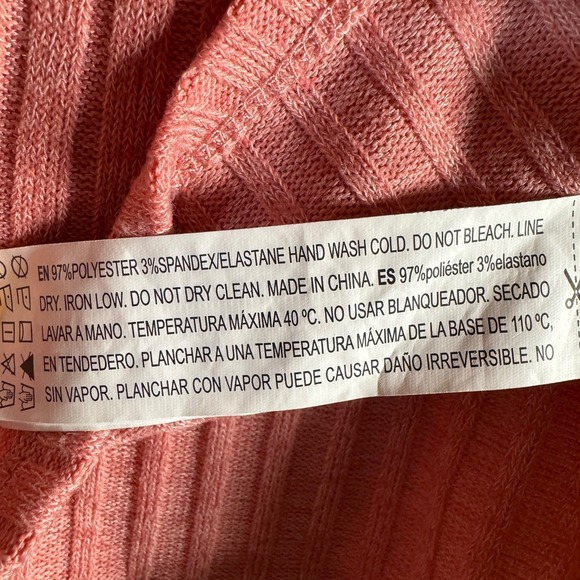 EN 97%POLYESTER 3%SPANDEX/ELASTANE HAND WASH COLD. DO NOT BLEACH. LINE
DRY. IRON LOW. DO NOT DRY CLEAN. MADE IN CHINA. ES 97%poliéster 3%elastano
LAVAR A MANO. TEMPERATURA MÁXIMA 40 ºC. NO USAR BLANQUEADOR. SECADO
EN TENDEDERO. PLANCHAR A UNA TEMPERATURA MÁXIMA DE LA BASE DE 110 ºC,
SIN VAPOR. PLANCHAR CON VAPOR PUEDE CAUSAR DAÑO IRREVERSIBLE. NO